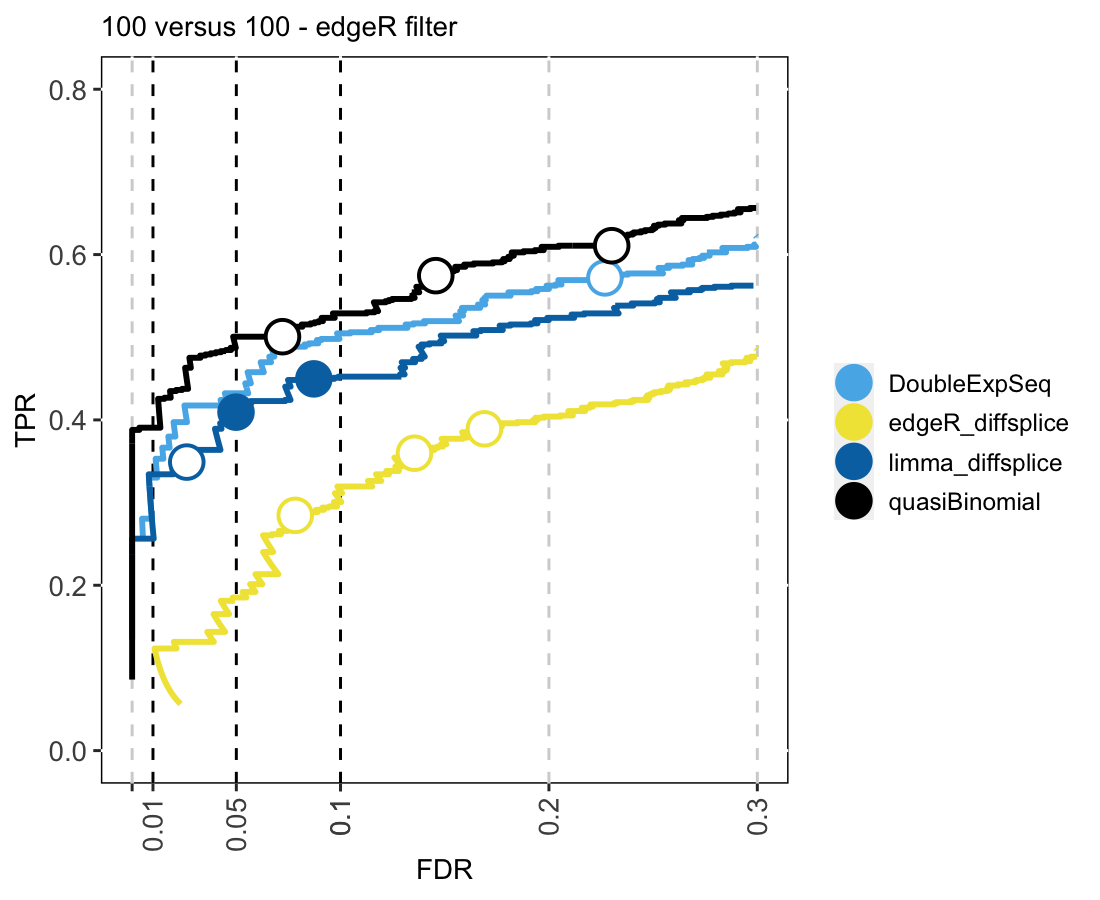 100 versus 100 - edgeR filter
TPR
0.8
0.6
0.4
0.2
0.0
0.01
0.05
0.1
0.2
0.3
FDR
DoubleExpSeq
edgeR_diffsplice
limma_diffsplice
quasiBinomial